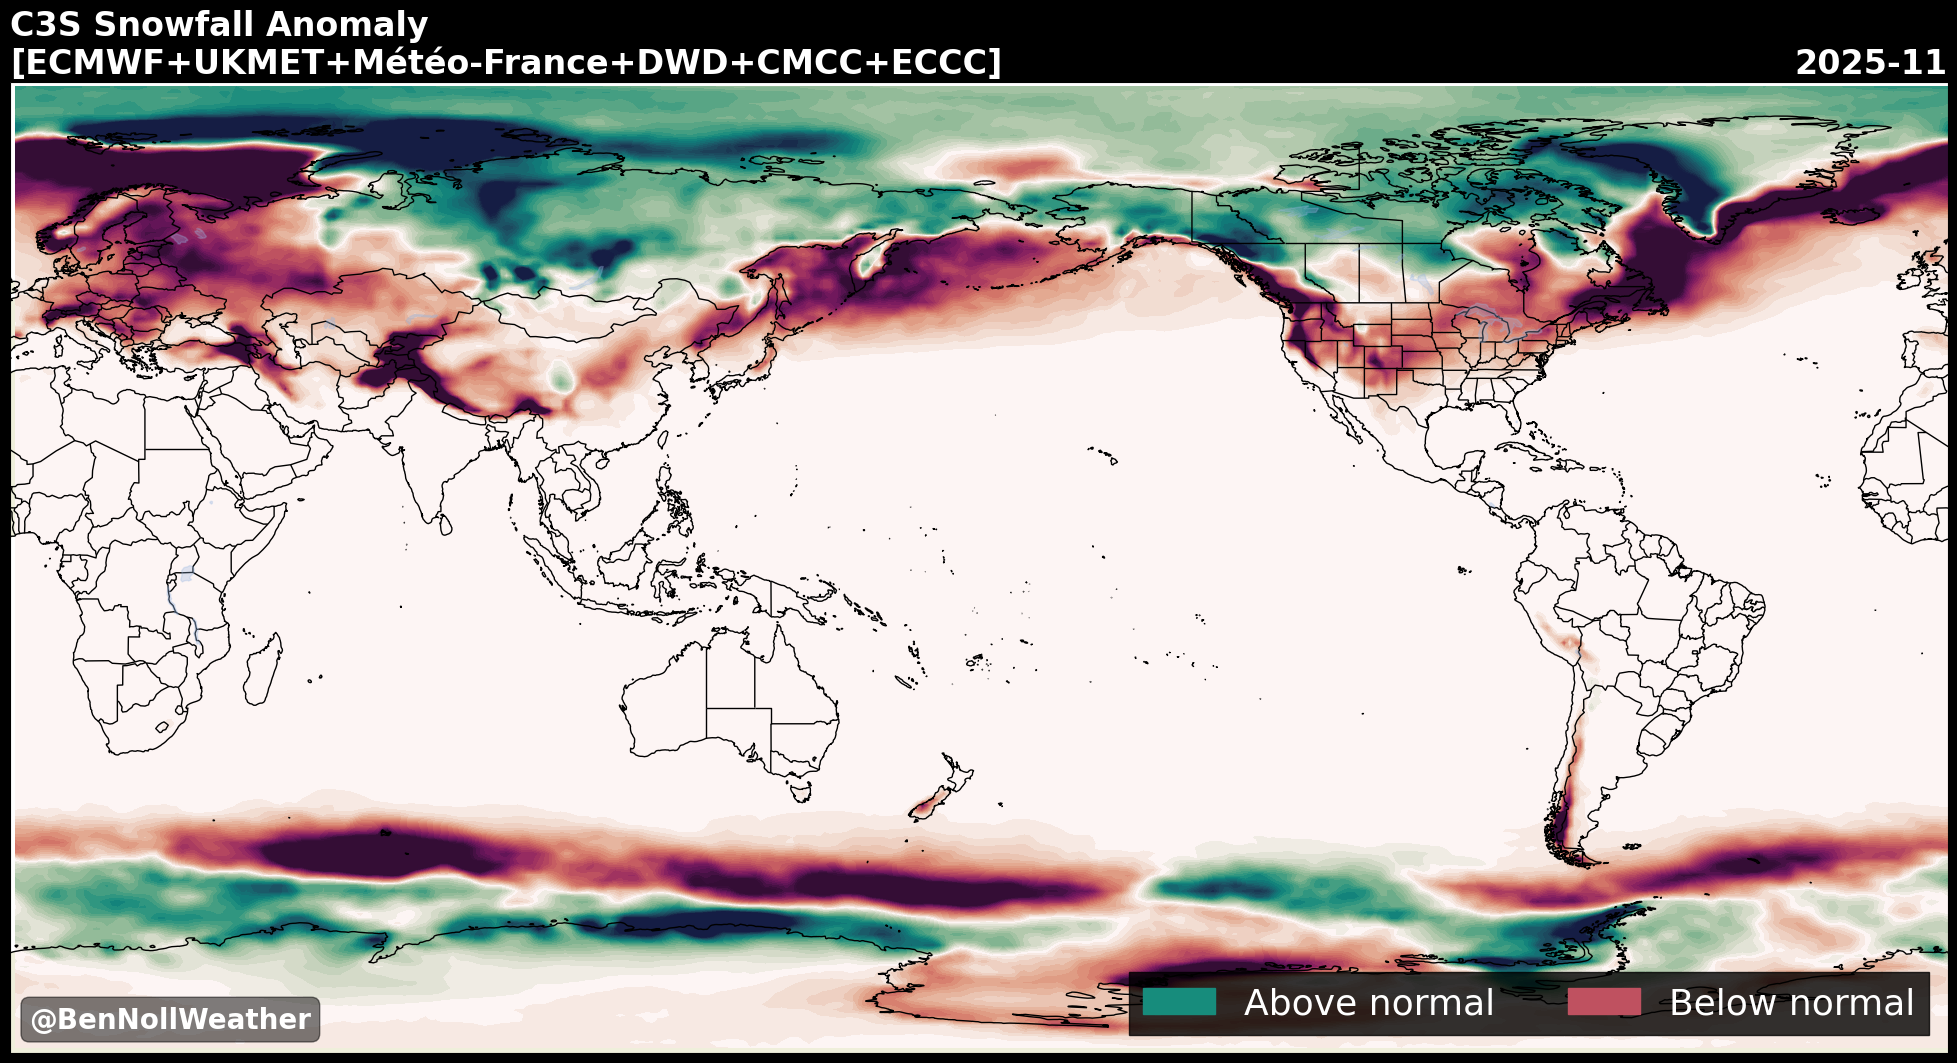 C3S Snowfall Anomaly
[ECMWF+UKMET+Météo-France+DWD+CMCC+ECCC]
2025-11
@BenNollWeather
Above normal
Below normal